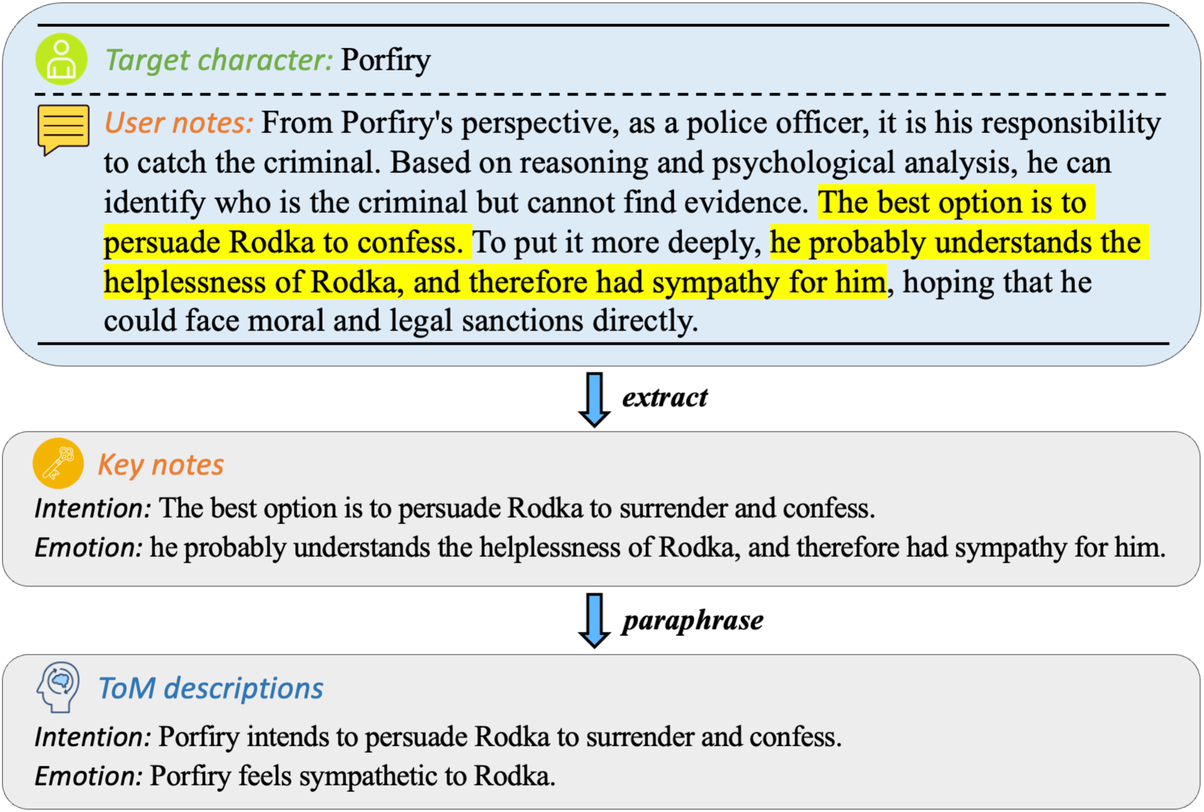 Target character: Porfiry
User notes: From Porfiry's perspective, as a police officer, it is his responsibility
to catch the criminal. Based on reasoning and psychological analysis, he can
identify who is the criminal but cannot find evidence. The best option is to
persuade Rodka to confess. To put it more deeply, he probably understands the
helplessness of Rodka, and therefore had sympathy for him, hoping that he
could face moral and legal sanctions directly.
extract
Key notes
Intention: The best option is to persuade Rodka to surrender and confess.
Emotion: he probably understands the helplessness of Rodka, and therefore had sympathy for him.
paraphrase
ToM descriptions
Intention: Porfiry intends to persuade Rodka to surrender and confess.
Emotion: Porfiry feels sympathetic to Rodka.